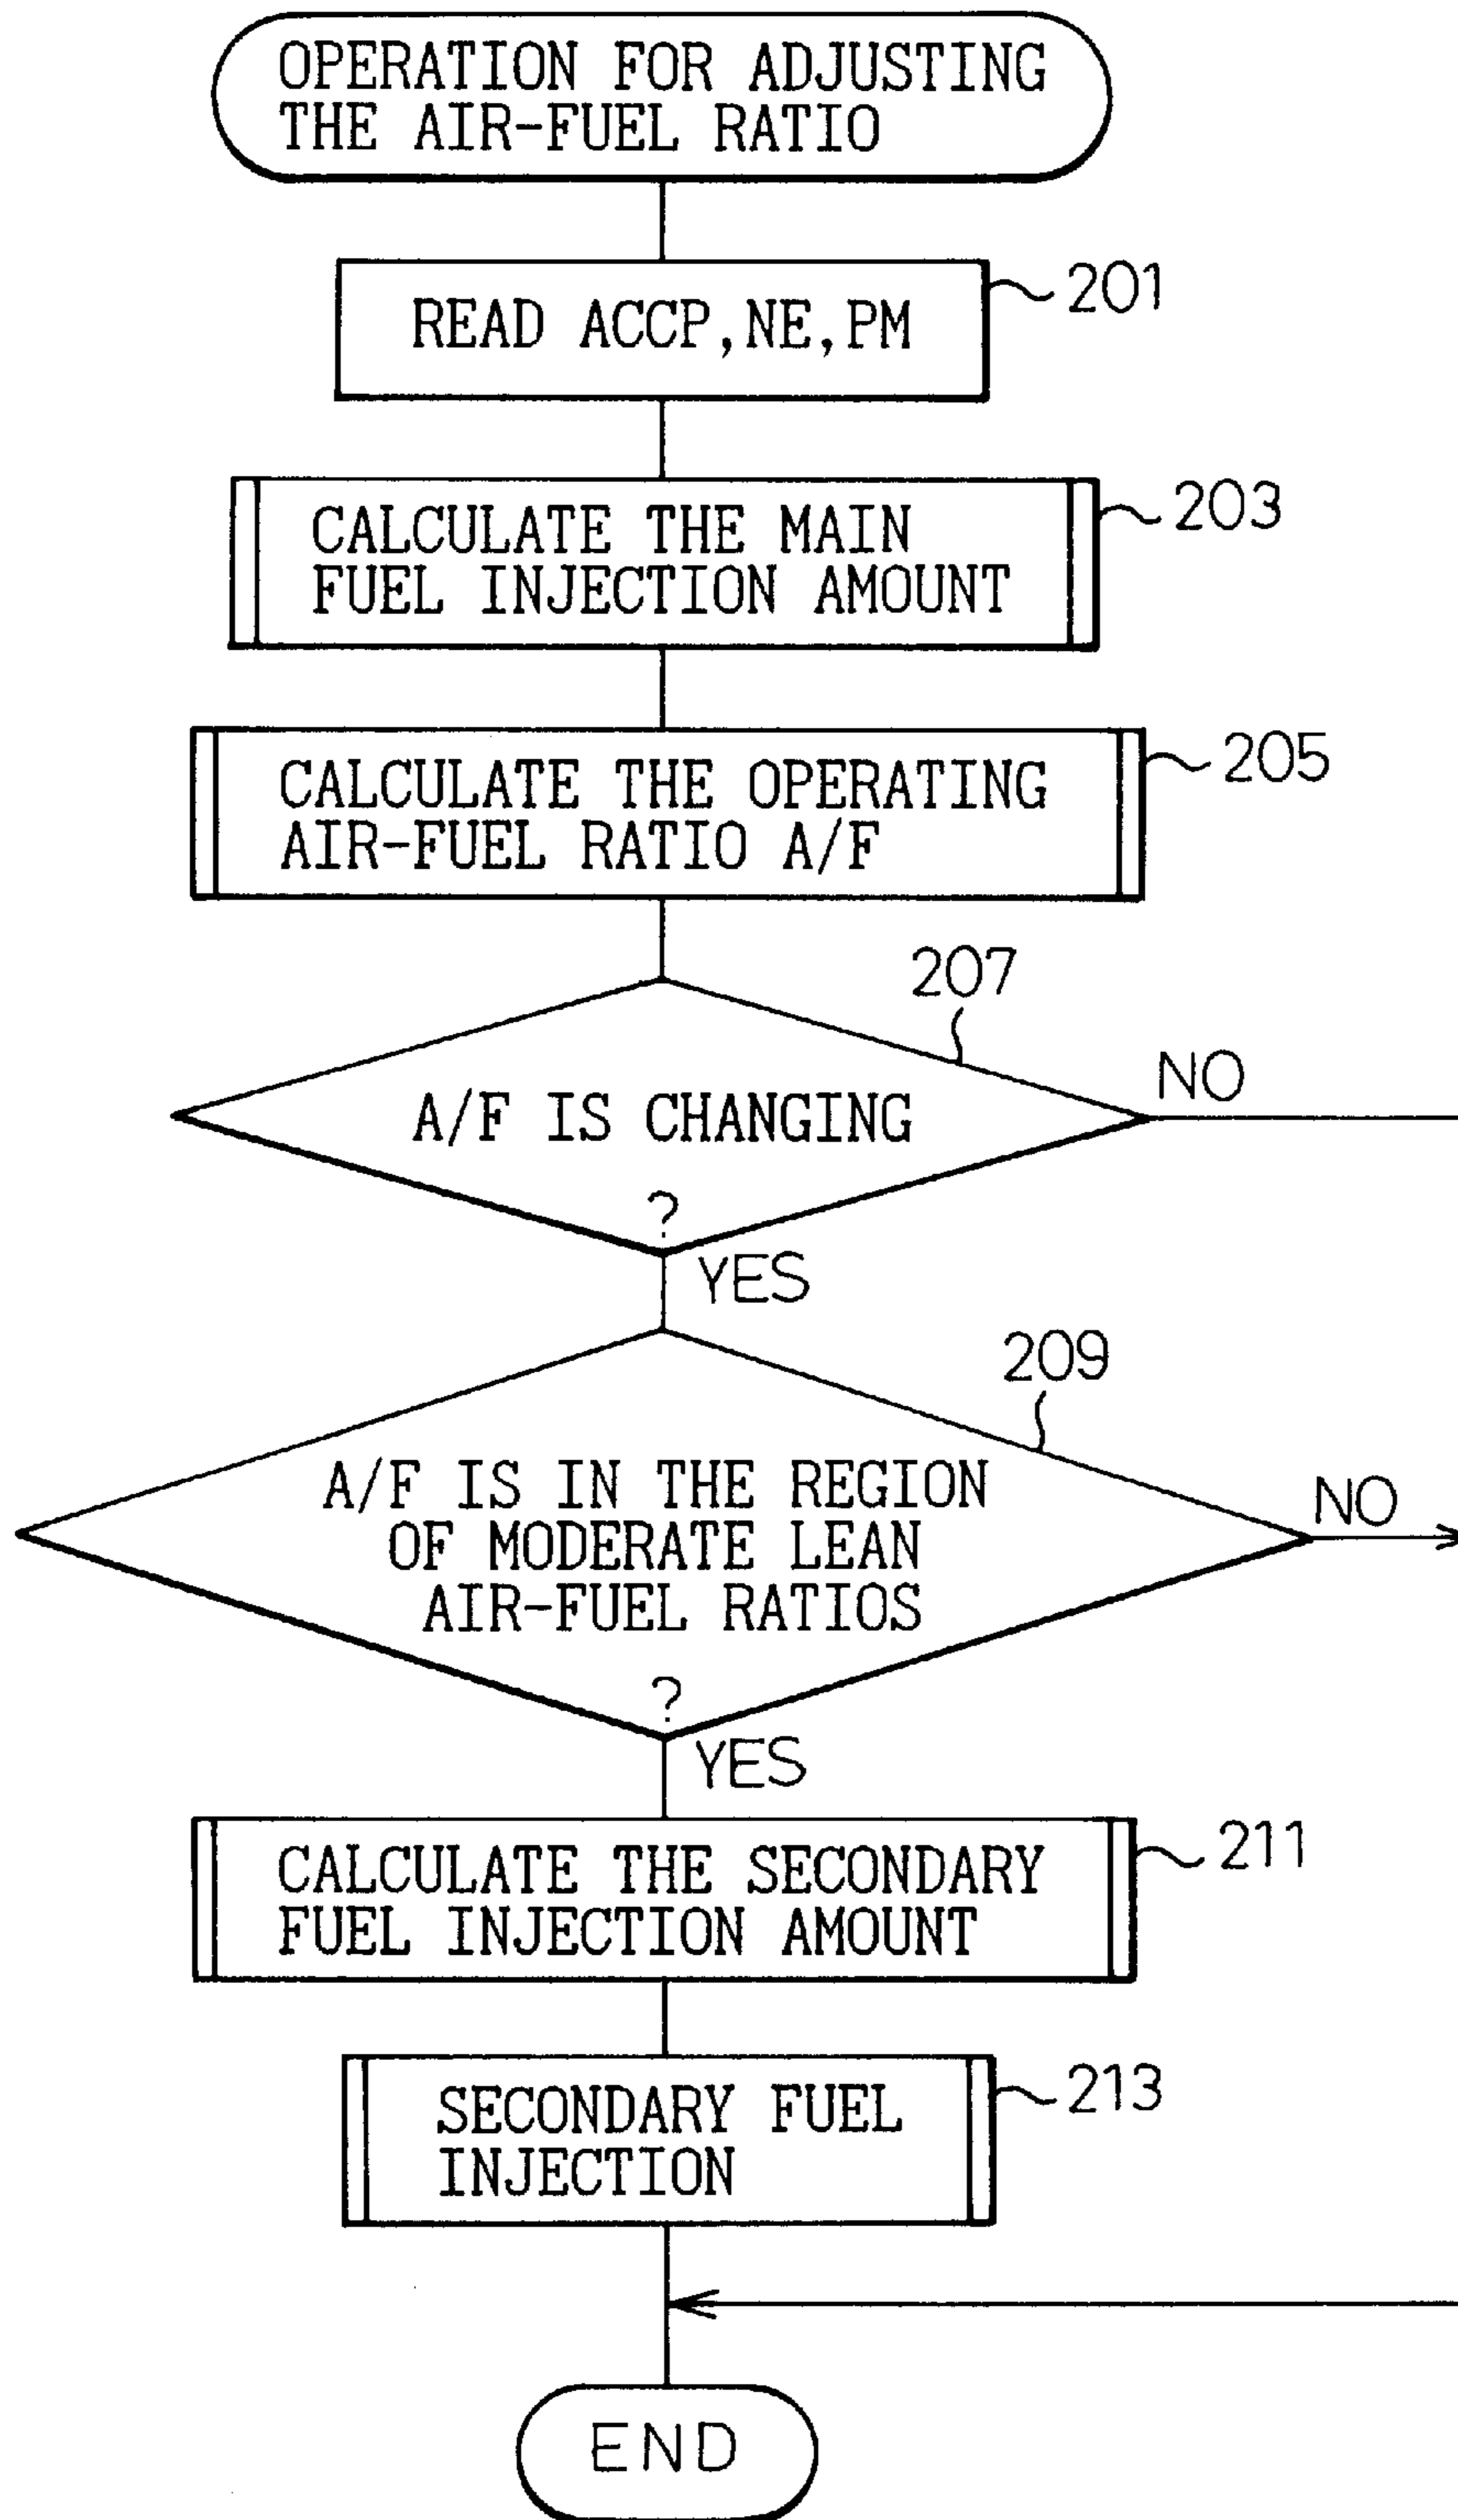 OPERATION FOR ADJUSTING
THE AIR-FUEL RATIO
READ ACCP,NE,PM
201
CALCULATE THE MAIN
FUEL INJECTION AMOUNT
203
CALCULATE THE OPERATING
AIR-FUEL RATIO A/F
205
207
A/F IS CHANGING
?
NO
YES
209
A/F IS IN THE REGION
OF MODERATE LEAN
AIR-FUEL RATIOS
?
NO
YES
CALCULATE THE SECONDARY
FUEL INJECTION AMOUNT
211
SECONDARY FUEL
INJECTION
213
END